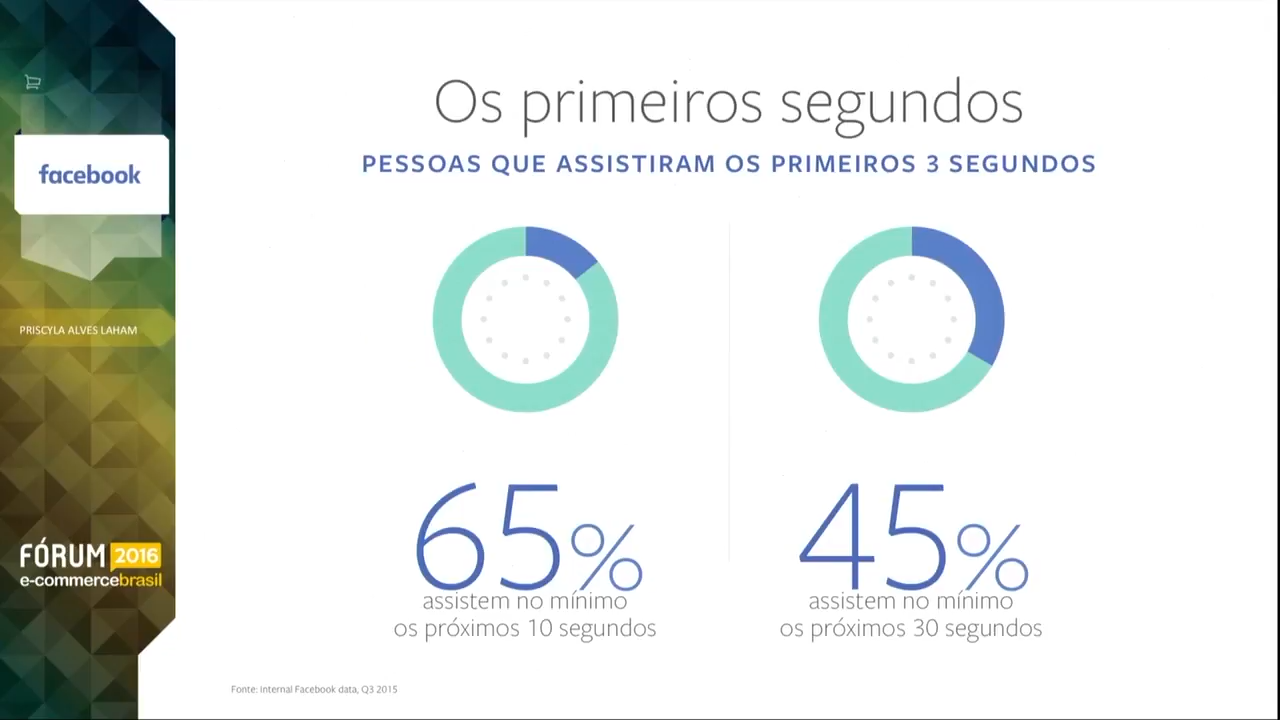 facebook
PRISCYLA ALVES LAHAM
FÓRUM 2016
e-commercebrasil
Os primeiros segundos
PESSOAS QUE ASSISTIRAM OS PRIMEIROS 3 SEGUNDOS
65%
assistem no mínimo
os próximos 10 segundos
45%
assistem no mínimo
os próximos 30 segundos
Fonte: Internal Facebook data, Q3 2015